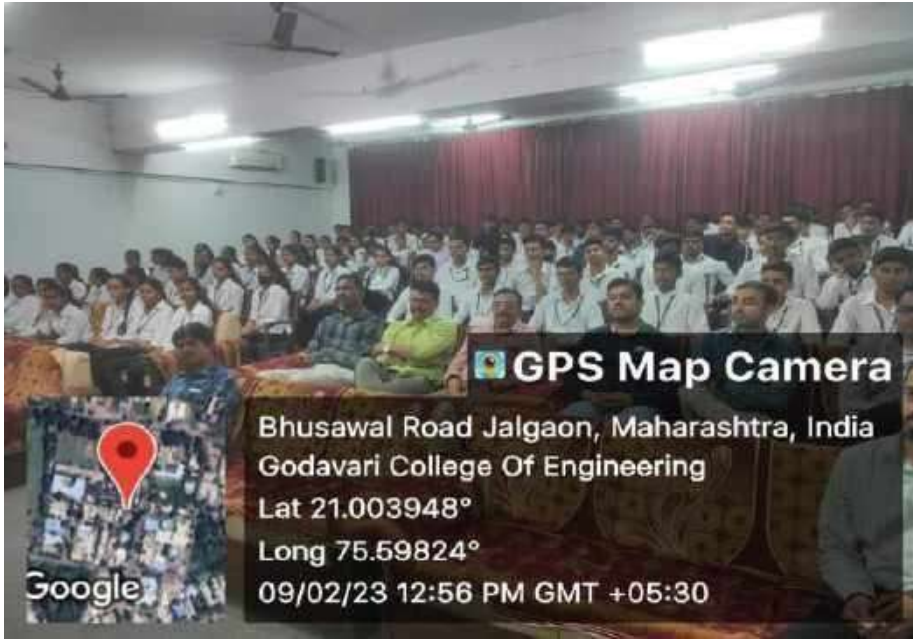 GPS Map Camera
Bhusawal Road Jalgaon, Maharashtra, India
Godavari College Of Engineering
Lat 21.003948°
Long 75.59824°
09/02/23 12:56 PM GMT +05:30
Google